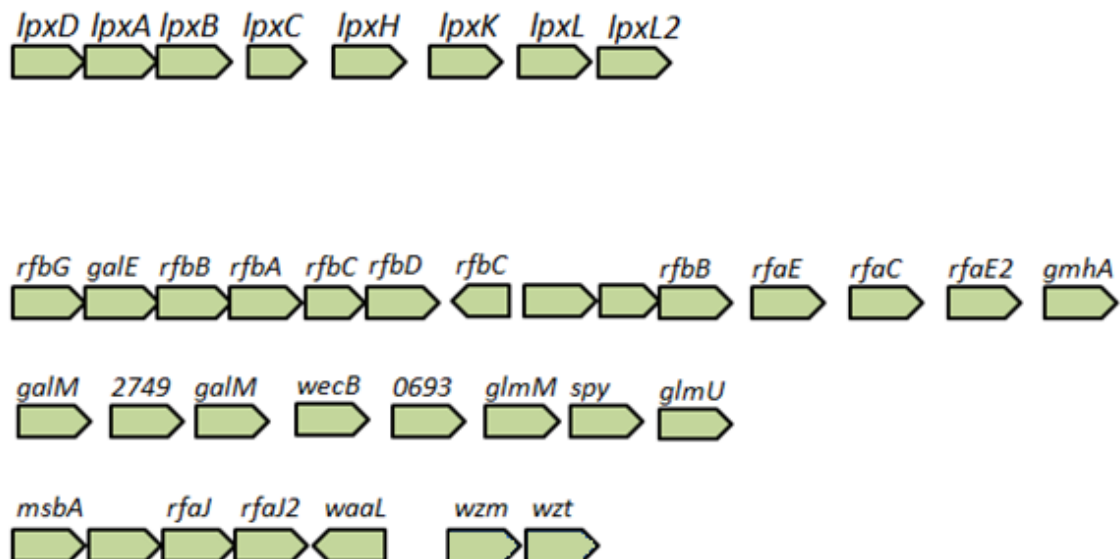 lpxD lpxA lpxB lpxC lpxH lpxK lpxL lpxL2
rfbG galE rfbB rfbA rfbC rfbD rfbC rfbB rfaE rfaC rfaE2 gmhA
galM 2749 galM wecB 0693 glmM spy glmU
msbA rfaJ rfaJ2 waaL wzm wzt